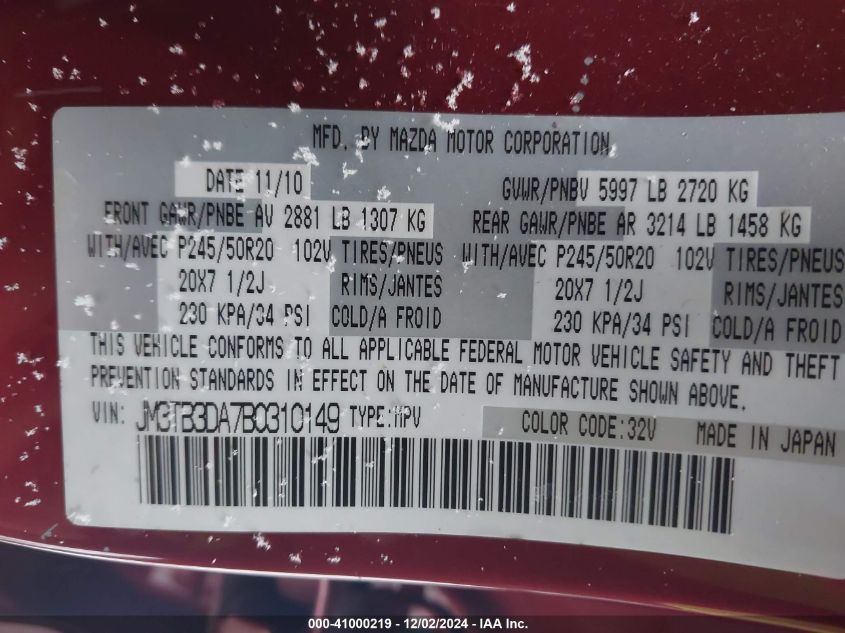 MFD. BY MAZDA MOTOR CORPORATION
DATE 11/10 GVWR/PNBV 5997 LB 2720 KG
FRONT GAWR/PNBE AV 2881 LB 1307 KG REAR GAWR/PNBE AR 3214 LB 1458 KG
WITH/AVEC P245/50R20 102V TIRES/PNEUS WITH/AVEC P245/50R20 102V TIRES/PNEUS
20X7 1/2J RIMS/JANTES 20X7 1/2J RIMS/JANTES
230 KPA/34 PSI COLD/A FROID 230 KPA/34 PSI COLD/A FROID
THIS VEHICLE CONFORMS TO ALL APPLICABLE FEDERAL MOTOR VEHICLE SAFETY AND THEFT
PREVENTION STANDARDS IN EFFECT ON THE DATE OF MANUFACTURE SHOWN ABOVE.
VIN: JM3TB3DA7B0310149 TYPE:MPV COLOR CODE:32V MADE IN JAPAN
000-41000219 - 12/02/2024 - IAA Inc.